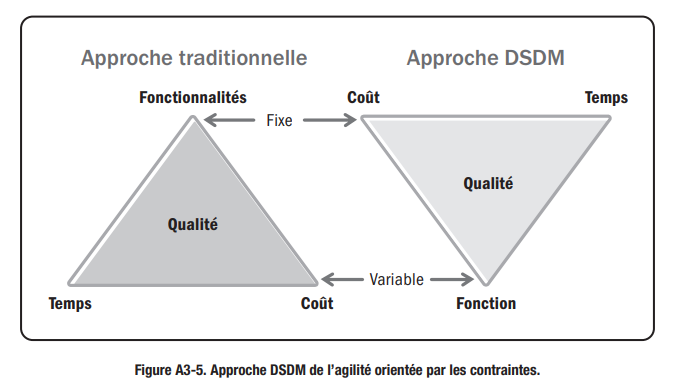 Approche traditionnelle
Approche DSDM
Fonctionnalités
Coût
Temps
Fixe
Qualité
Qualité
Variable
Temps
Coût
Fonction
Figure A3-5. Approche DSDM de l’agilité orientée par les contraintes.